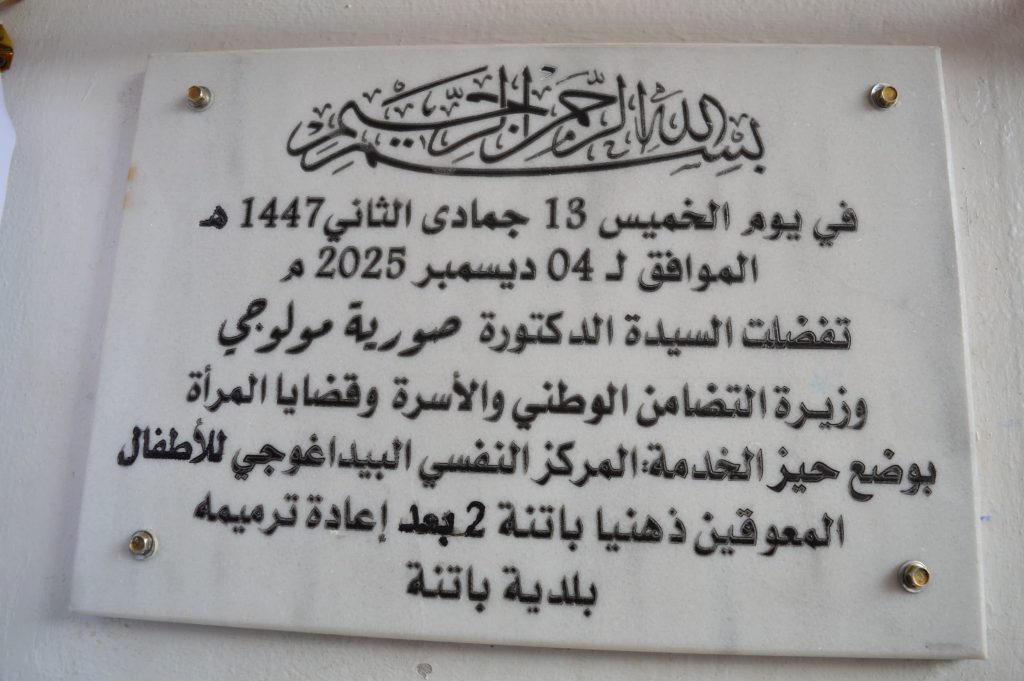 بسم الله الرحمن الرحيم
في يوم الخميس 13 جمادى الثاني1447 هـ
الموافق لـ 04 ديسمبر 2025 م
تفضلت السيدة الدكتورة صورية مولوجي
وزيرة التضامن الوطني والأسرة وقضايا المرأة
بوضع حيز الخدمة: المركز النفسي البيداغوجي للأطفال
المعوقين ذهنيا باتنة 2 بعد إعادة ترميمه
بلدية باتنة